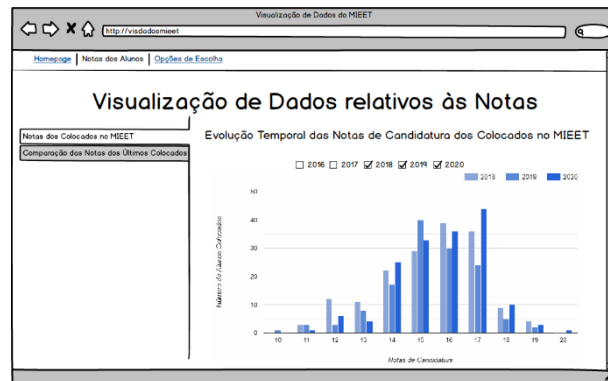 Visualização de Dados do MIEET
http://visdadosmieet
Homepage | Notas dos Alunos | Opções de Escolha
Visualização de Dados relativos às Notas
Notas dos Colocados no MIEET
Comparação das Notas dos Últimos Colocados
Evolução Temporal das Notas de Candidatura dos Colocados no MIEET
2016 2017 2018 2019 2020
2018 2019 2020
Número de Alunos Colocados
50
40
30
20
10
0
10 11 12 13 14 15 16 17 18 19 20
Notas de Candidatura